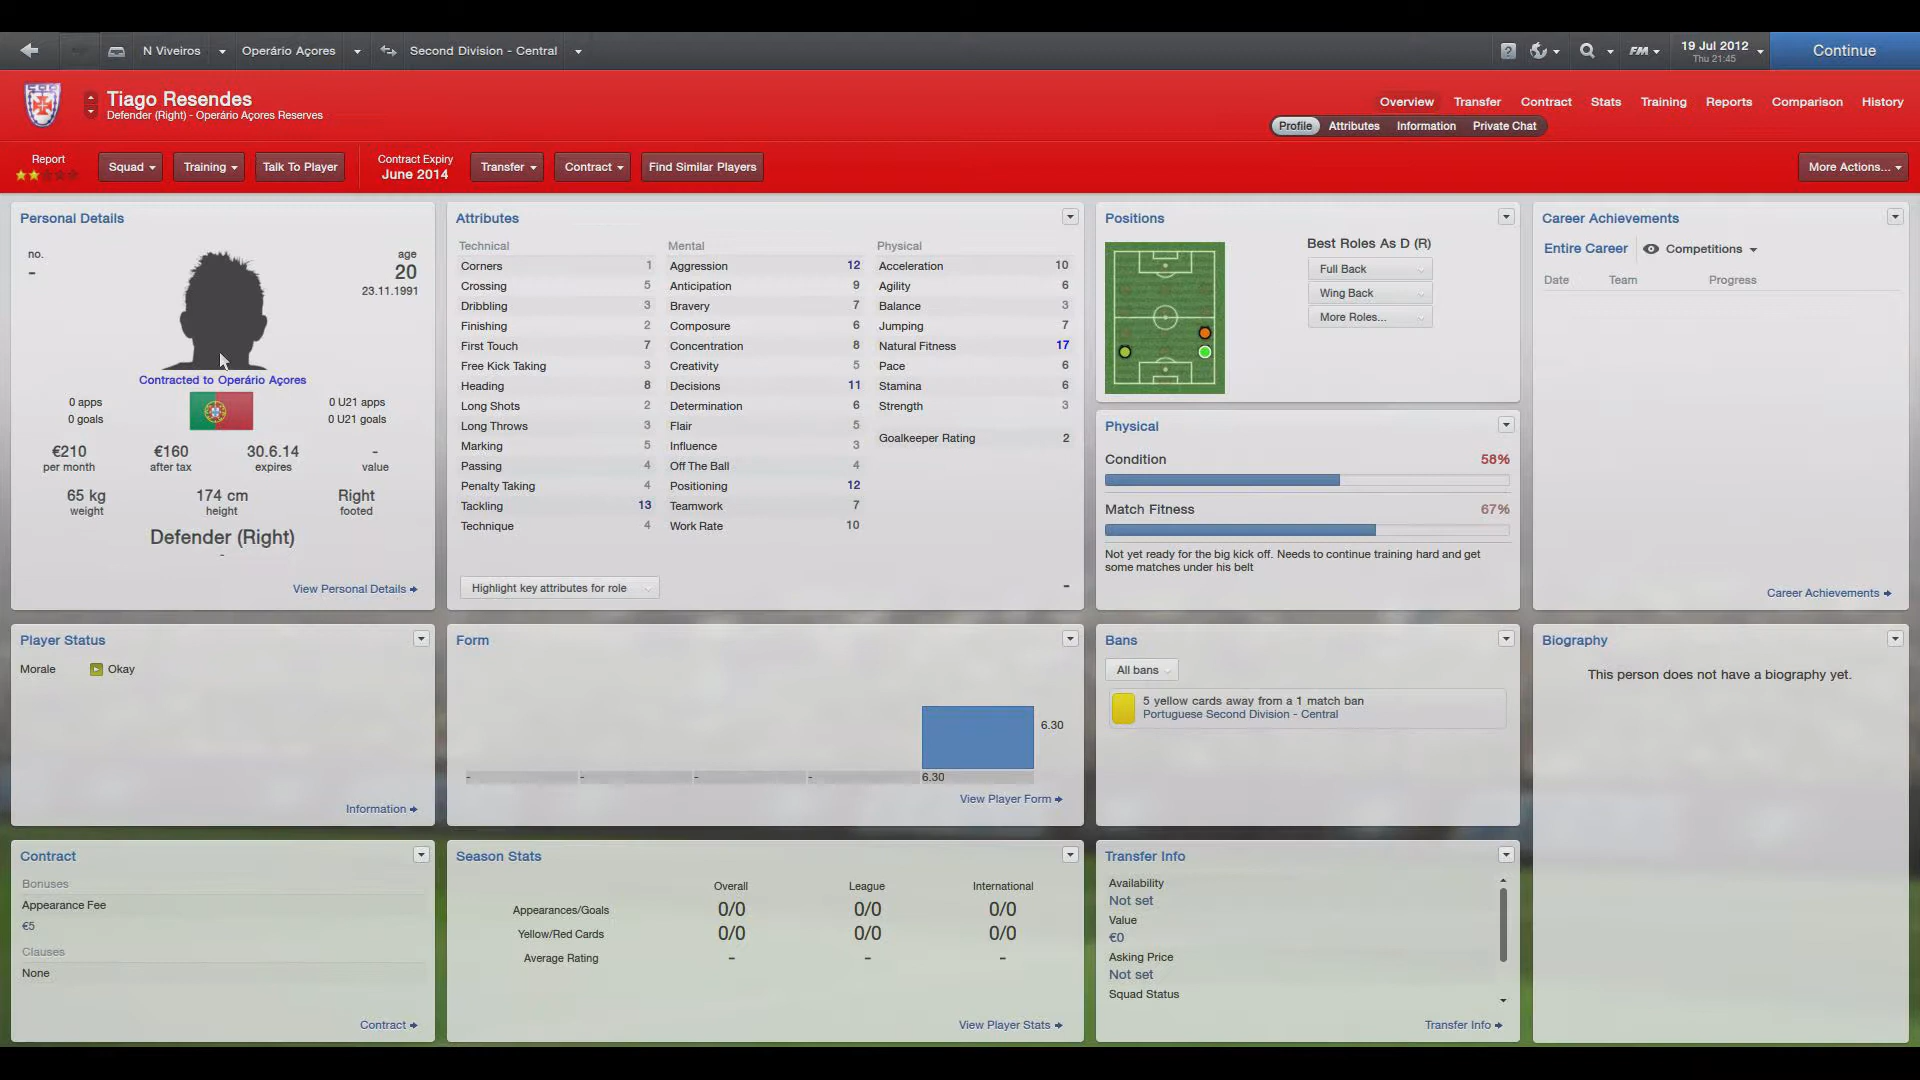 N Viveiros
Operário Açores
Second Division - Central
?
FM
19 Jul 2012
Thu 21:45
Continue
Tiago Resendes
Defender (Right) - Operário Açores Reserves
Overview
Transfer
Contract
Stats
Training
Reports
Comparison
History
Profile
Attributes
Information
Private Chat
Report
Squad
Training
Talk To Player
Contract Expiry
June 2014
Transfer
Contract
Find Similar Players
More Actions...
Personal Details
no.
-
age
20
23.11.1991
Contracted to Operário Açores
0 apps
0 goals
0 U21 apps
0 U21 goals
€210
per month
€160
after tax
30.6.14
expires
-
value
65 kg
weight
174 cm
height
Right
footed
Defender (Right)
-
View Personal Details
Attributes
Technical
Corners 1
Crossing 5
Dribbling 3
Finishing 2
First Touch 7
Free Kick Taking 3
Heading 8
Long Shots 2
Long Throws 3
Marking 5
Passing 4
Penalty Taking 4
Tackling 13
Technique 4
Mental
Aggression 12
Anticipation 9
Bravery 7
Composure 6
Concentration 8
Creativity 5
Decisions 11
Determination 6
Flair 5
Influence 3
Off The Ball 4
Positioning 12
Teamwork 7
Work Rate 10
Physical
Acceleration 10
Agility 6
Balance 3
Jumping 7
Natural Fitness 17
Pace 6
Stamina 6
Strength 3
Goalkeeper Rating 2
Highlight key attributes for role
-
Positions
Best Roles As D (R)
Full Back
Wing Back
More Roles...
Physical
Condition 58%
Match Fitness 67%
Not yet ready for the big kick off. Needs to continue training hard and get
some matches under his belt
Career Achievements
Entire Career
Competitions
Date Team Progress
Career Achievements
Player Status
Morale Okay
Information
Form
6.30
- - - - 6.30
View Player Form
Bans
All bans
5 yellow cards away from a 1 match ban
Portuguese Second Division - Central
Biography
This person does not have a biography yet.
Contract
Bonuses
Appearance Fee
€5
Clauses
None
Contract
Season Stats
Overall League International
Appearances/Goals 0/0 0/0 0/0
Yellow/Red Cards 0/0 0/0 0/0
Average Rating - - -
View Player Stats
Transfer Info
Availability
Not set
Value
€0
Asking Price
Not set
Squad Status
Transfer Info